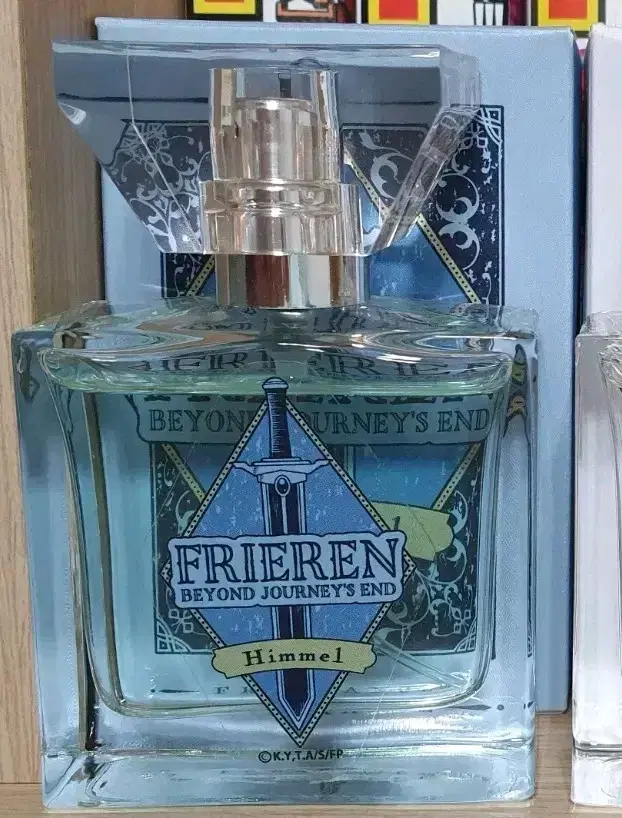 BEYOND JOURNEY'S END
FRIEREN
BEYOND JOURNEY'S END
Himmel
©K.Y,T.A/S/FP